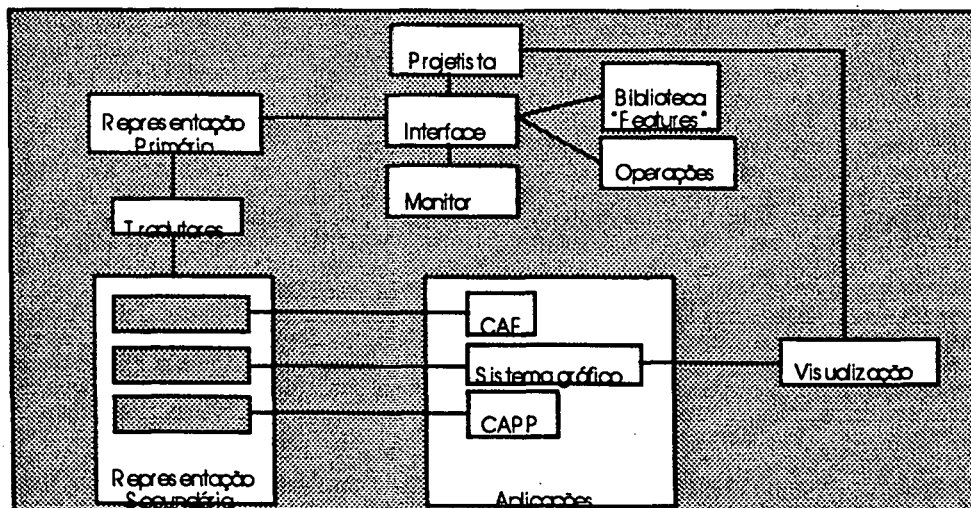 Projetista
Representação
Primária
Interface
Biblioteca
"Features"
Operações
Monitor
Tradutores
CAE
Sistema gráfico
CAPP
Visualização
Representação
Secundária
Aplicações